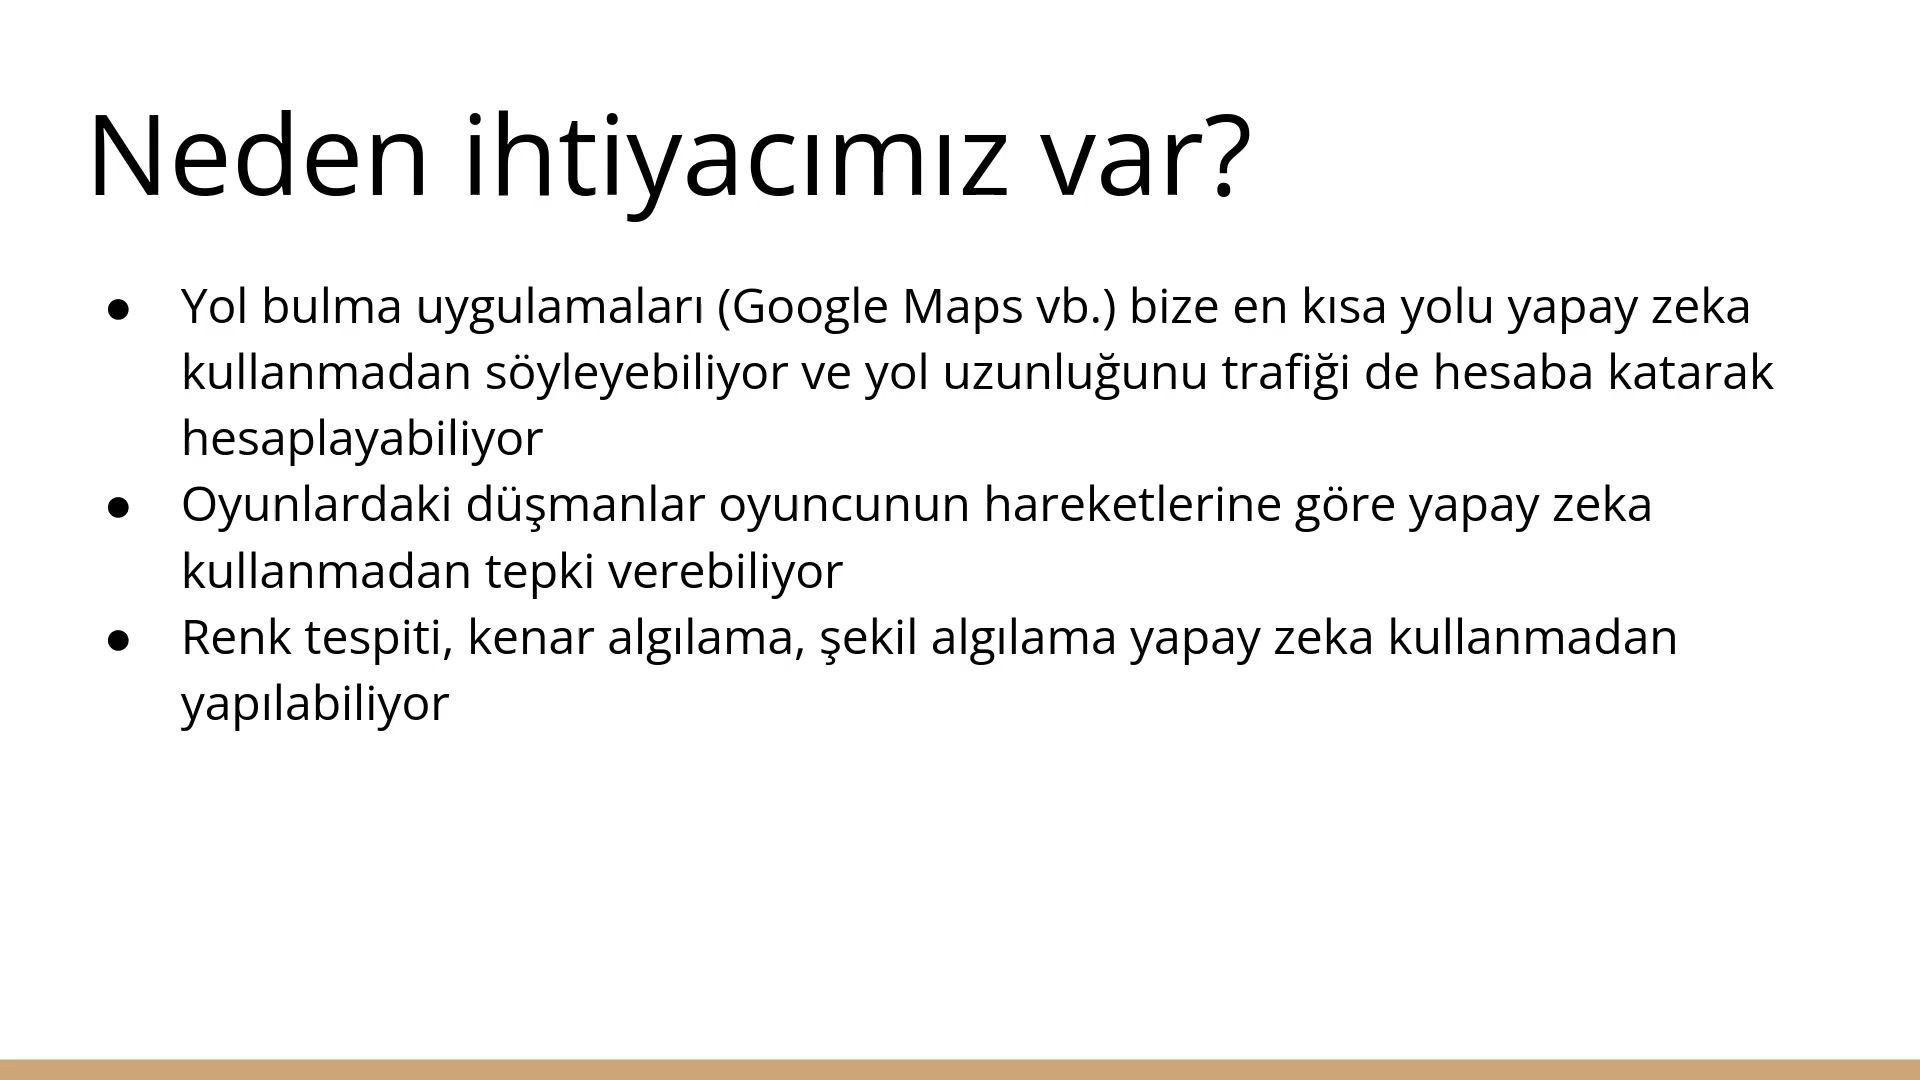 Neden ihtiyacımız var?
● Yol bulma uygulamaları (Google Maps vb.) bize en kısa yolu yapay zeka
kullanmadan söyleyebiliyor ve yol uzunluğunu trafiği de hesaba katarak
hesaplayabiliyor
● Oyunlardaki düşmanlar oyuncunun hareketlerine göre yapay zeka
kullanmadan tepki verebiliyor
● Renk tespiti, kenar algılama, şekil algılama yapay zeka kullanmadan
yapılabiliyor